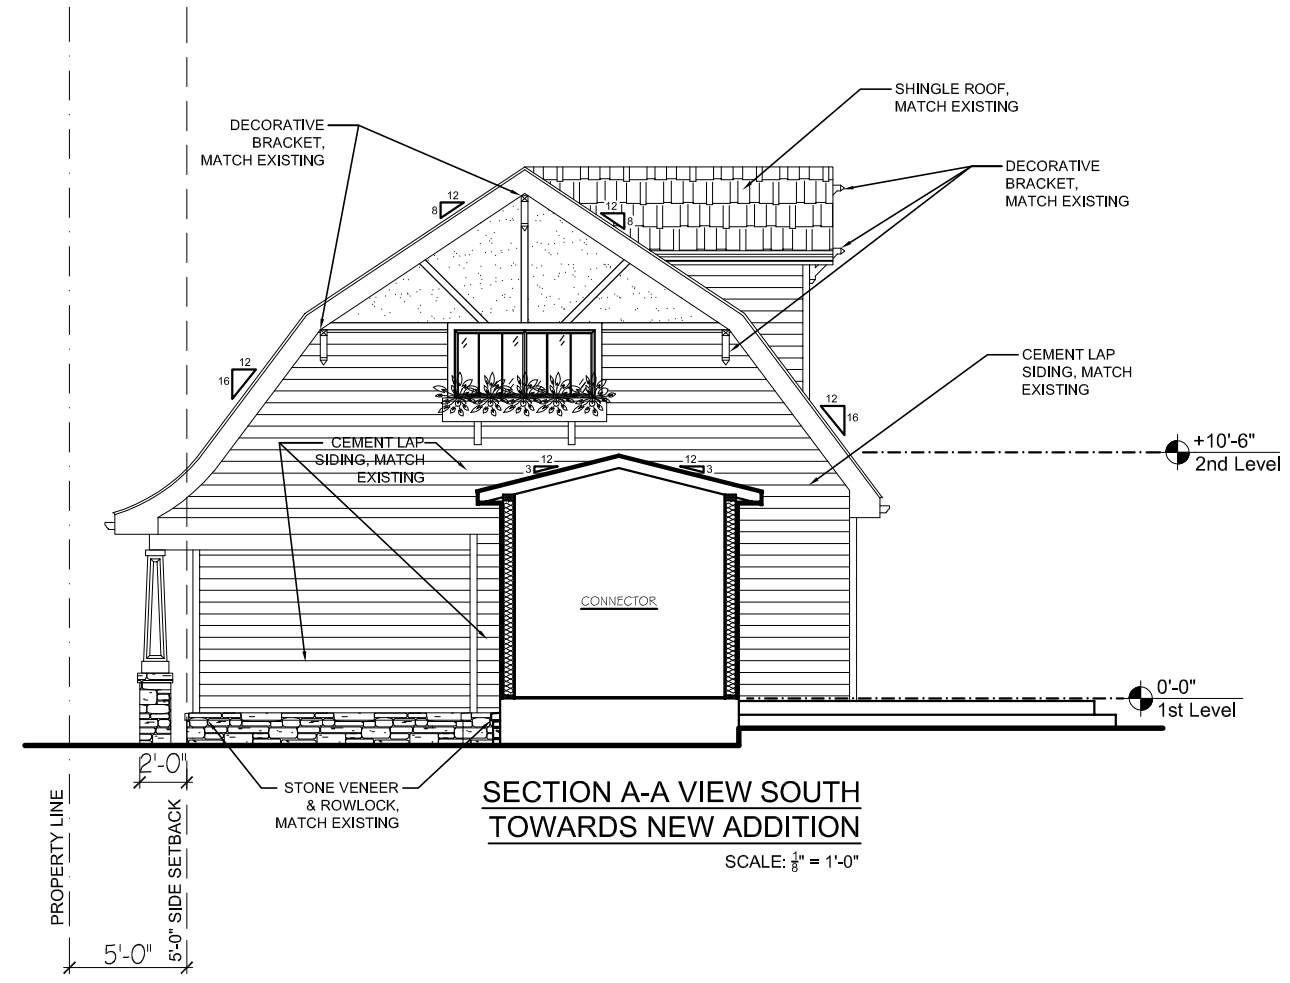 SHINGLE ROOF,
MATCH EXISTING
DECORATIVE
BRACKET,
MATCH EXISTING
DECORATIVE
BRACKET,
MATCH EXISTING
12
8
12
8
12
16
CEMENT LAP
SIDING, MATCH
EXISTING
12
16
CEMENT LAP
SIDING, MATCH
EXISTING
12
3
12
3
+10'-6"
2nd Level
CONNECTOR
0'-0"
1st Level
2'-0"
STONE VENEER
& ROWLOCK,
MATCH EXISTING
SECTION A-A VIEW SOUTH
TOWARDS NEW ADDITION
SCALE: 1/8" = 1'-0"
PROPERTY LINE
5'-0" SIDE SETBACK
5'-0"